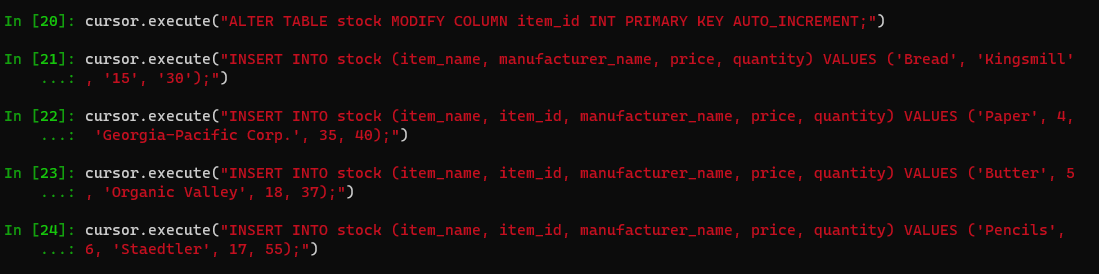 In [20]: cursor.execute("ALTER TABLE stock MODIFY COLUMN item_id INT PRIMARY KEY AUTO_INCREMENT;")
In [21]: cursor.execute("INSERT INTO stock (item_name, manufacturer_name, price, quantity) VALUES ('Bread', 'Kingsmill'
...: , '15', '30');")
In [22]: cursor.execute("INSERT INTO stock (item_name, item_id, manufacturer_name, price, quantity) VALUES ('Paper', 4,
...:  'Georgia-Pacific Corp.', 35, 40);")
In [23]: cursor.execute("INSERT INTO stock (item_name, item_id, manufacturer_name, price, quantity) VALUES ('Butter', 5
...: , 'Organic Valley', 18, 37);")
In [24]: cursor.execute("INSERT INTO stock (item_name, item_id, manufacturer_name, price, quantity) VALUES ('Pencils',
...: 6, 'Staedtler', 17, 55);")